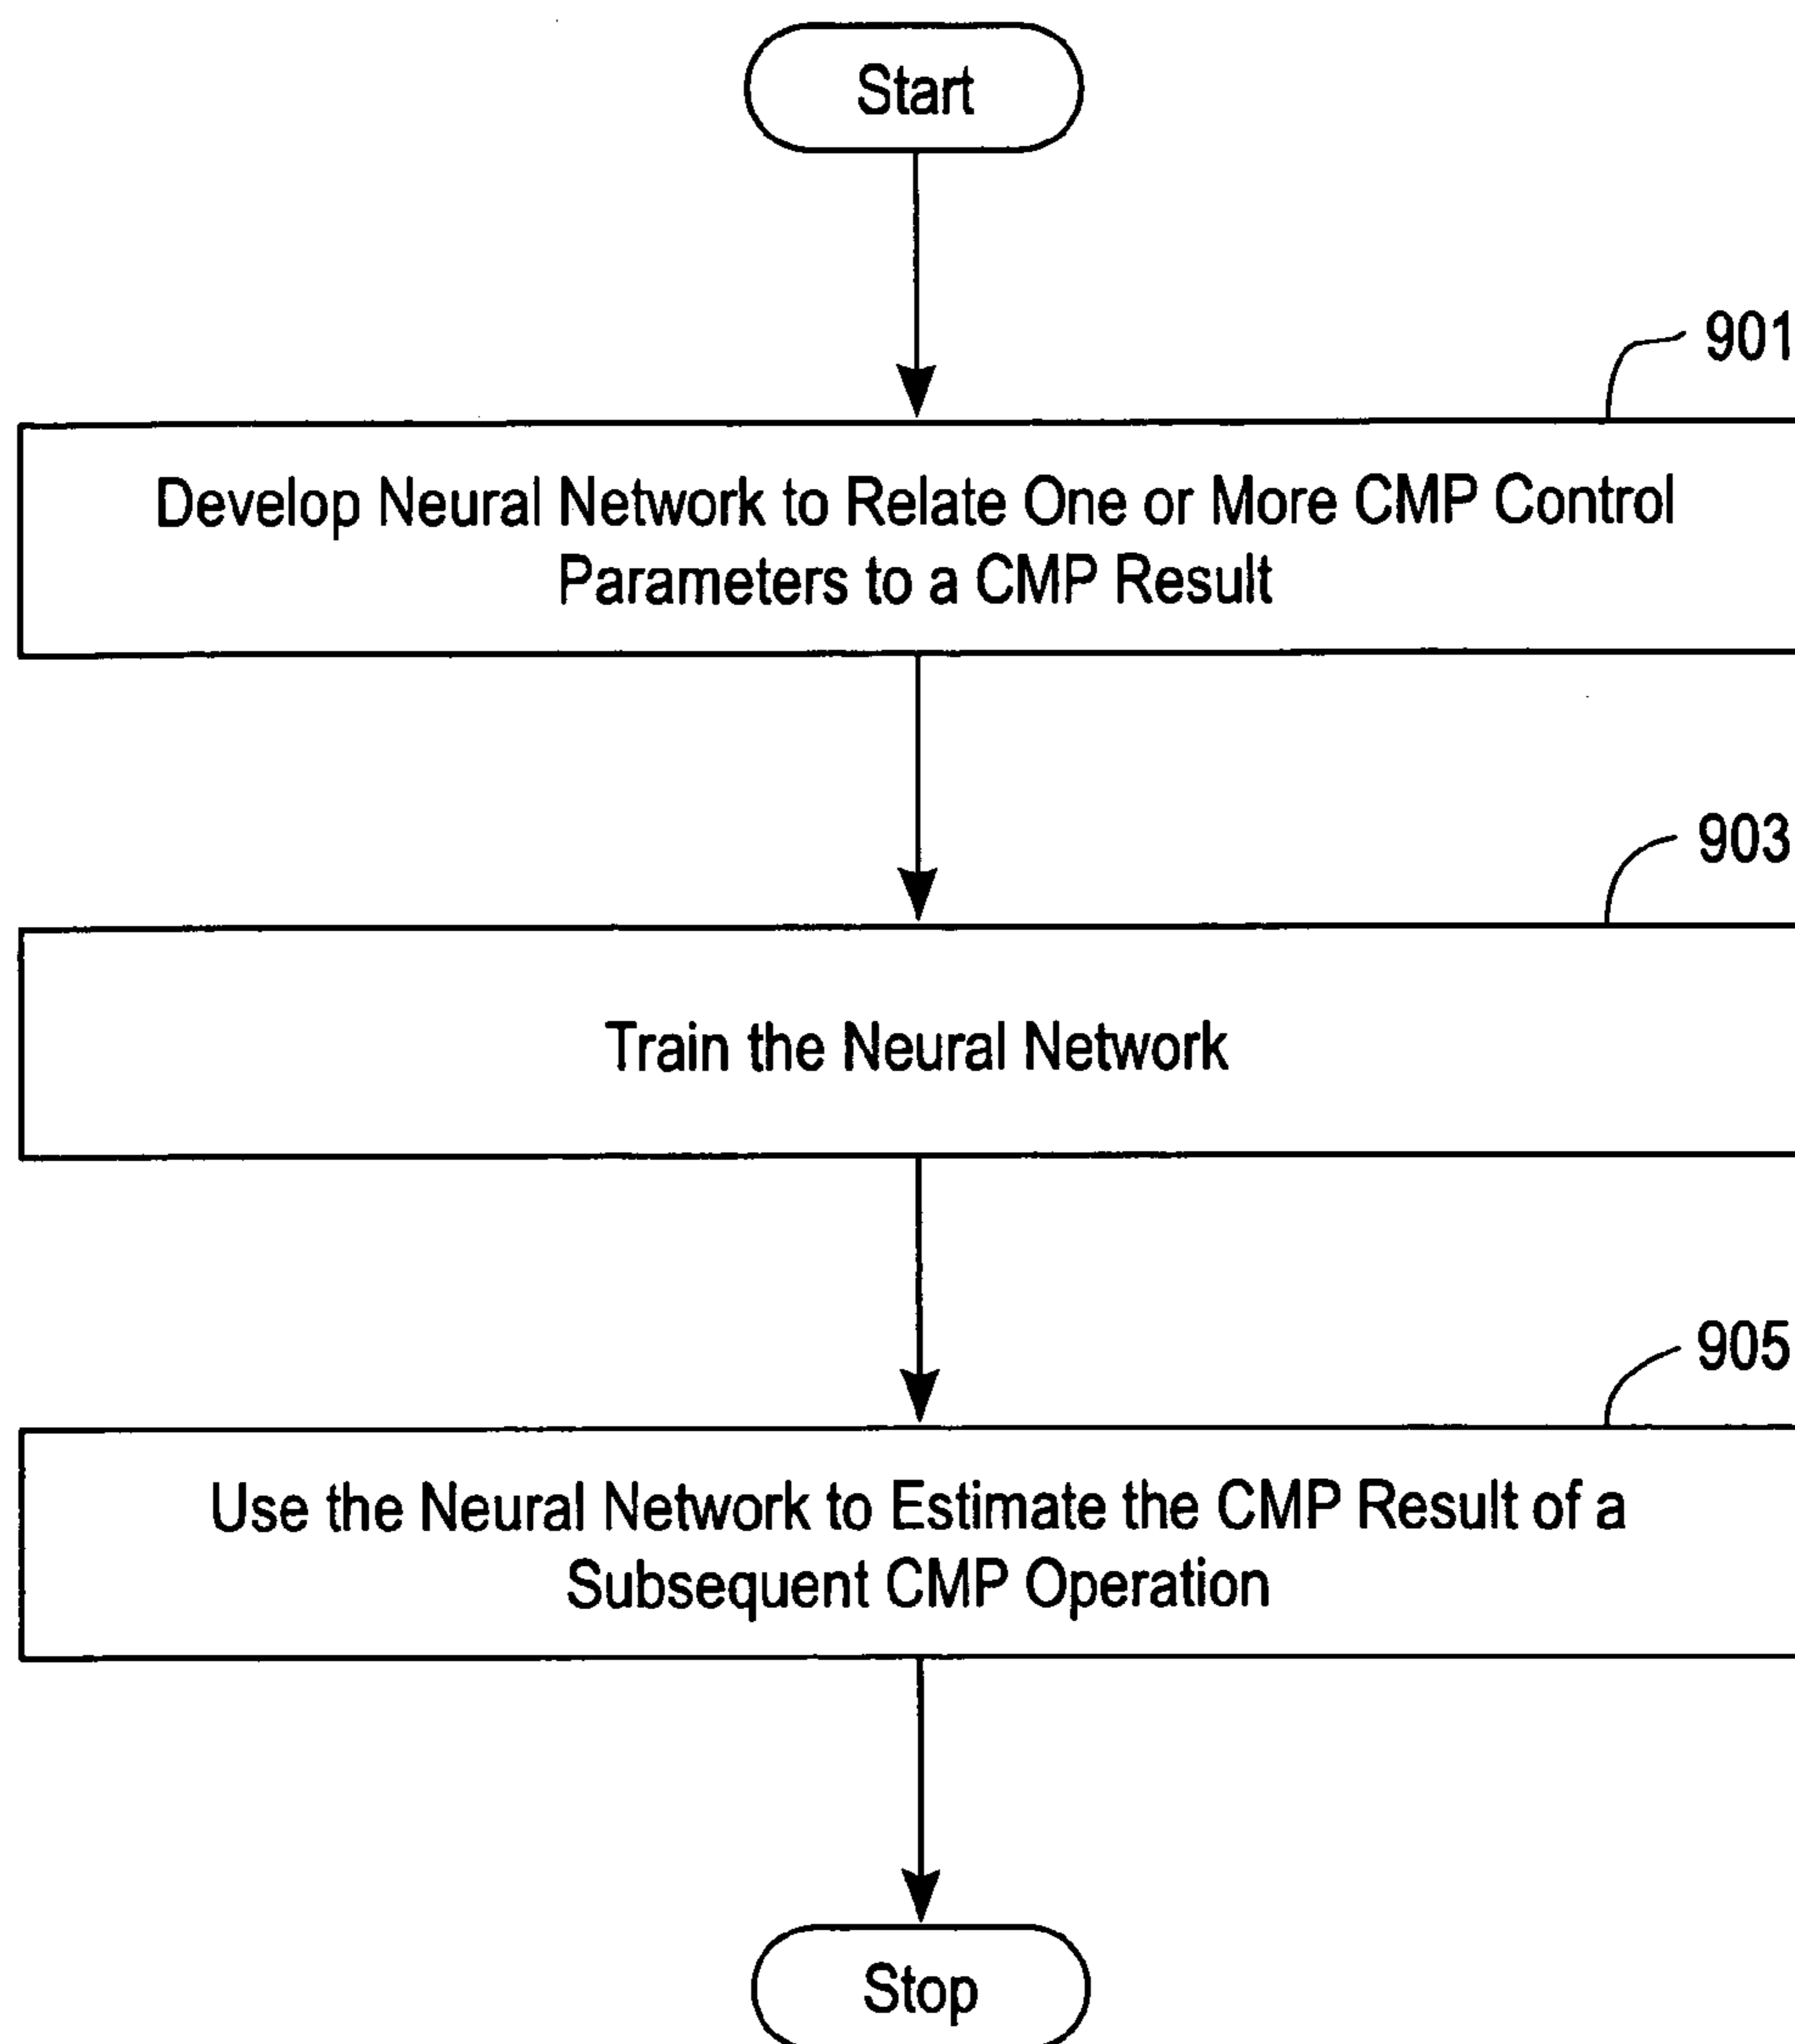 Start
901
Develop Neural Network to Relate One or More CMP Control
Parameters to a CMP Result
903
Train the Neural Network
905
Use the Neural Network to Estimate the CMP Result of a
Subsequent CMP Operation
Stop